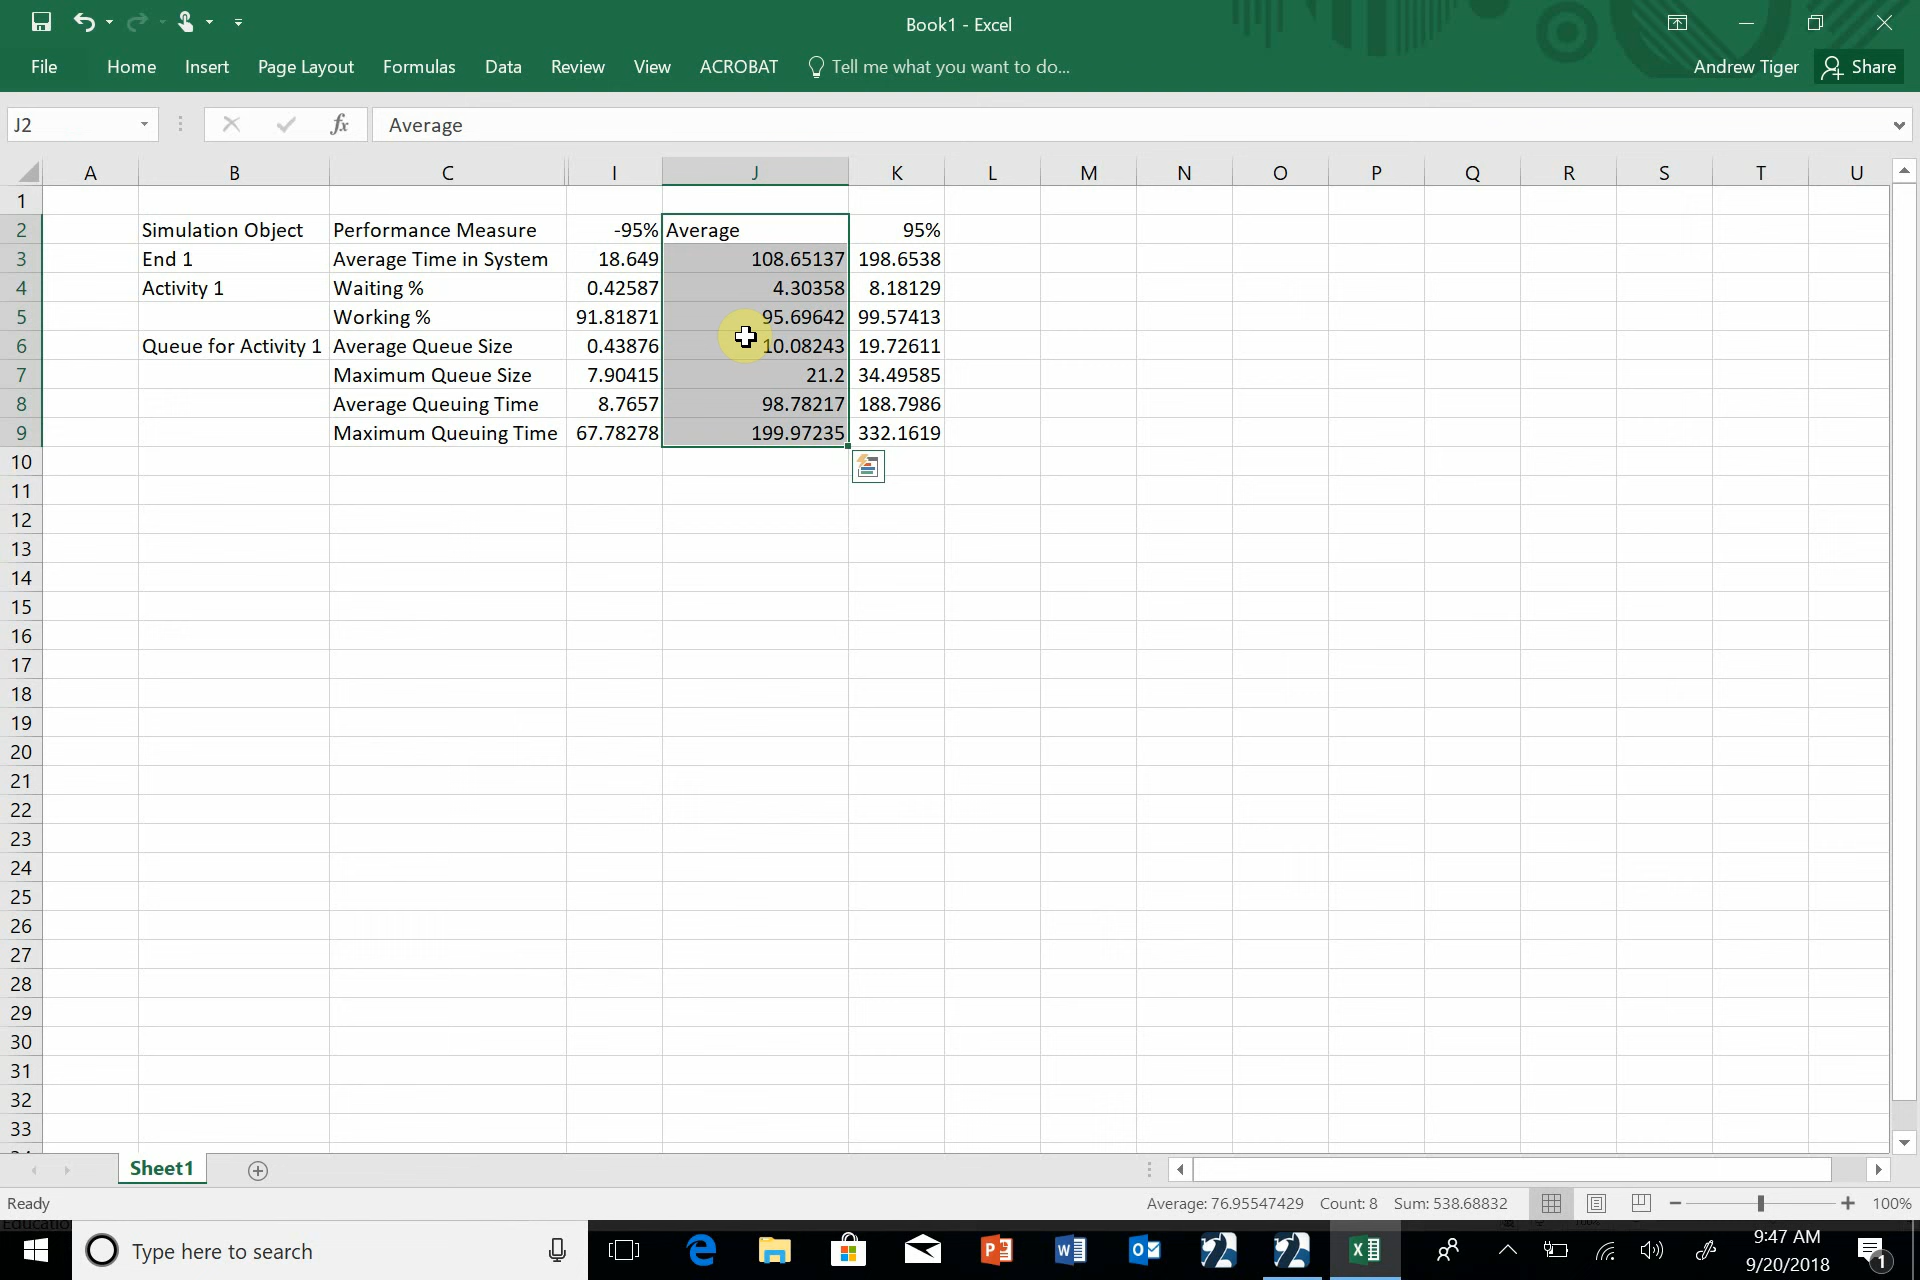 Book1 - Excel
File Home Insert Page Layout Formulas Data Review View ACROBAT Tell me what you want to do... Andrew Tiger Share
J2 fx Average
A B C I J K L M N O P Q R S T U
1
2 Simulation Object Performance Measure -95% Average 95%
3 End 1 Average Time in System 18.649 108.65137 198.6538
4 Activity 1 Waiting % 0.42587 4.30358 8.18129
5 Working % 91.81871 95.69642 99.57413
6 Queue for Activity 1 Average Queue Size 0.43876 10.08243 19.72611
7 Maximum Queue Size 7.90415 21.2 34.49585
8 Average Queuing Time 8.7657 98.78217 188.7986
9 Maximum Queuing Time 67.78278 199.97235 332.1619
10
11
12
13
14
15
16
17
18
19
20
21
22
23
24
25
26
27
28
29
30
31
32
33
Sheet1
Ready Average: 76.95547429 Count: 8 Sum: 538.68832 100%
Type here to search 9:47 AM
9/20/2018 1